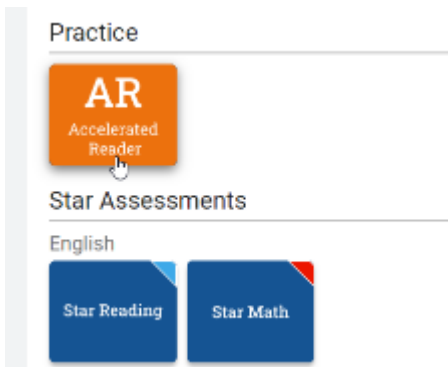 Practice
AR
Accelerated
Reader
Star Assessments
English
Star Reading
Star Math